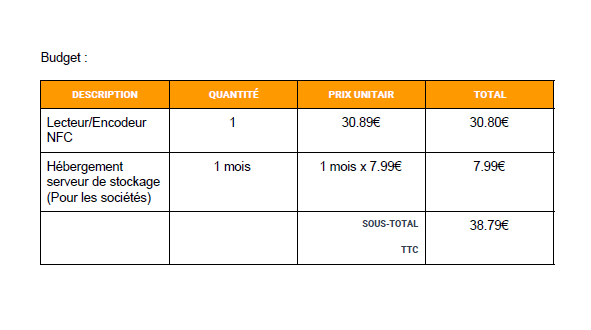 Budget :
DESCRIPTION QUANTITÉ PRIX UNITAIR TOTAL
Lecteur/Encodeur 1 30.89€ 30.80€
NFC
Hébergement 1 mois 1 mois x 7.99€ 7.99€
serveur de stockage
(Pour les sociétés)
SOUS-TOTAL 38.79€
TTC